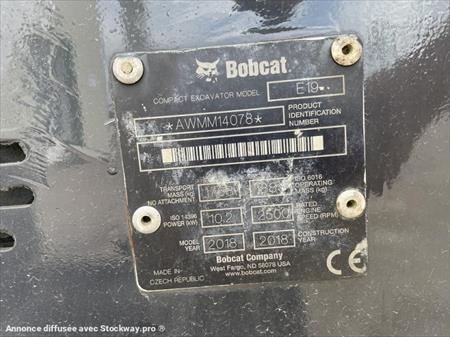 Bobcat
COMPACT EXCAVATOR MODEL E19
*AWMM14078*
PRODUCT IDENTIFICATION NUMBER
TRANSPORT MASS (kg) NO ATTACHMENT
ISO 6016 OPERATING MASS (kg)
ISO 14396 POWER (kW) 10.2
2500 RATED ENGINE SPEED (RPM)
MODEL YEAR 2018
2018 CONSTRUCTION YEAR
Bobcat Company
West Fargo, ND 58078 USA
www.bobcat.com
MADE IN CZECH REPUBLIC
CE
Annonce diffusée avec Stockway.pro ®